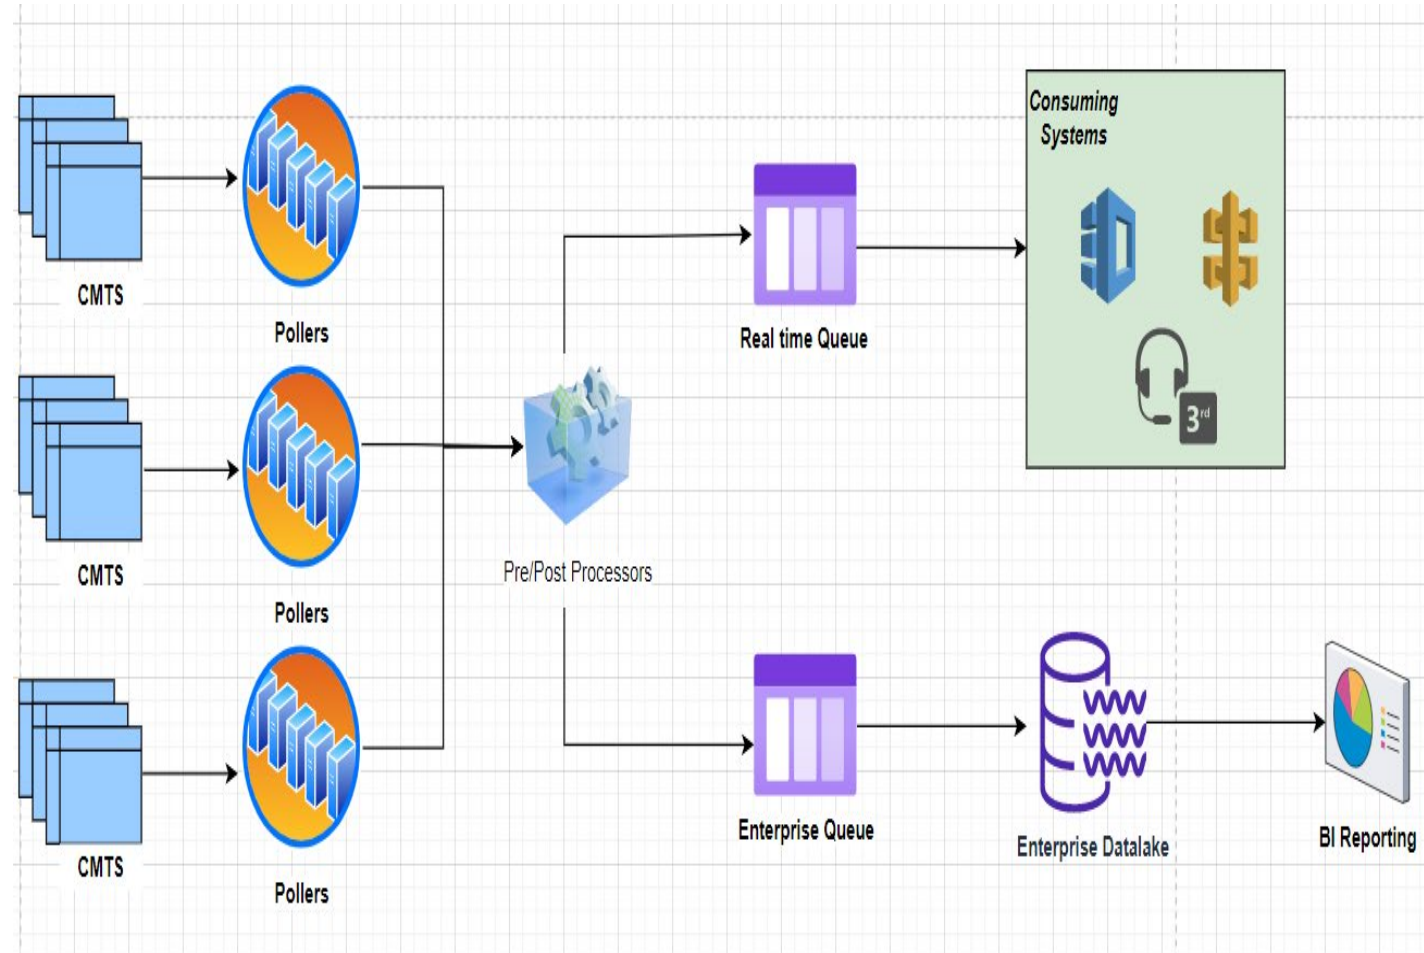 Consuming
Systems
CMTS
Pollers
Real time Queue
3rd
CMTS
Pollers
Pre/Post Processors
CMTS
Pollers
Enterprise Queue
Enterprise Datalake
BI Reporting